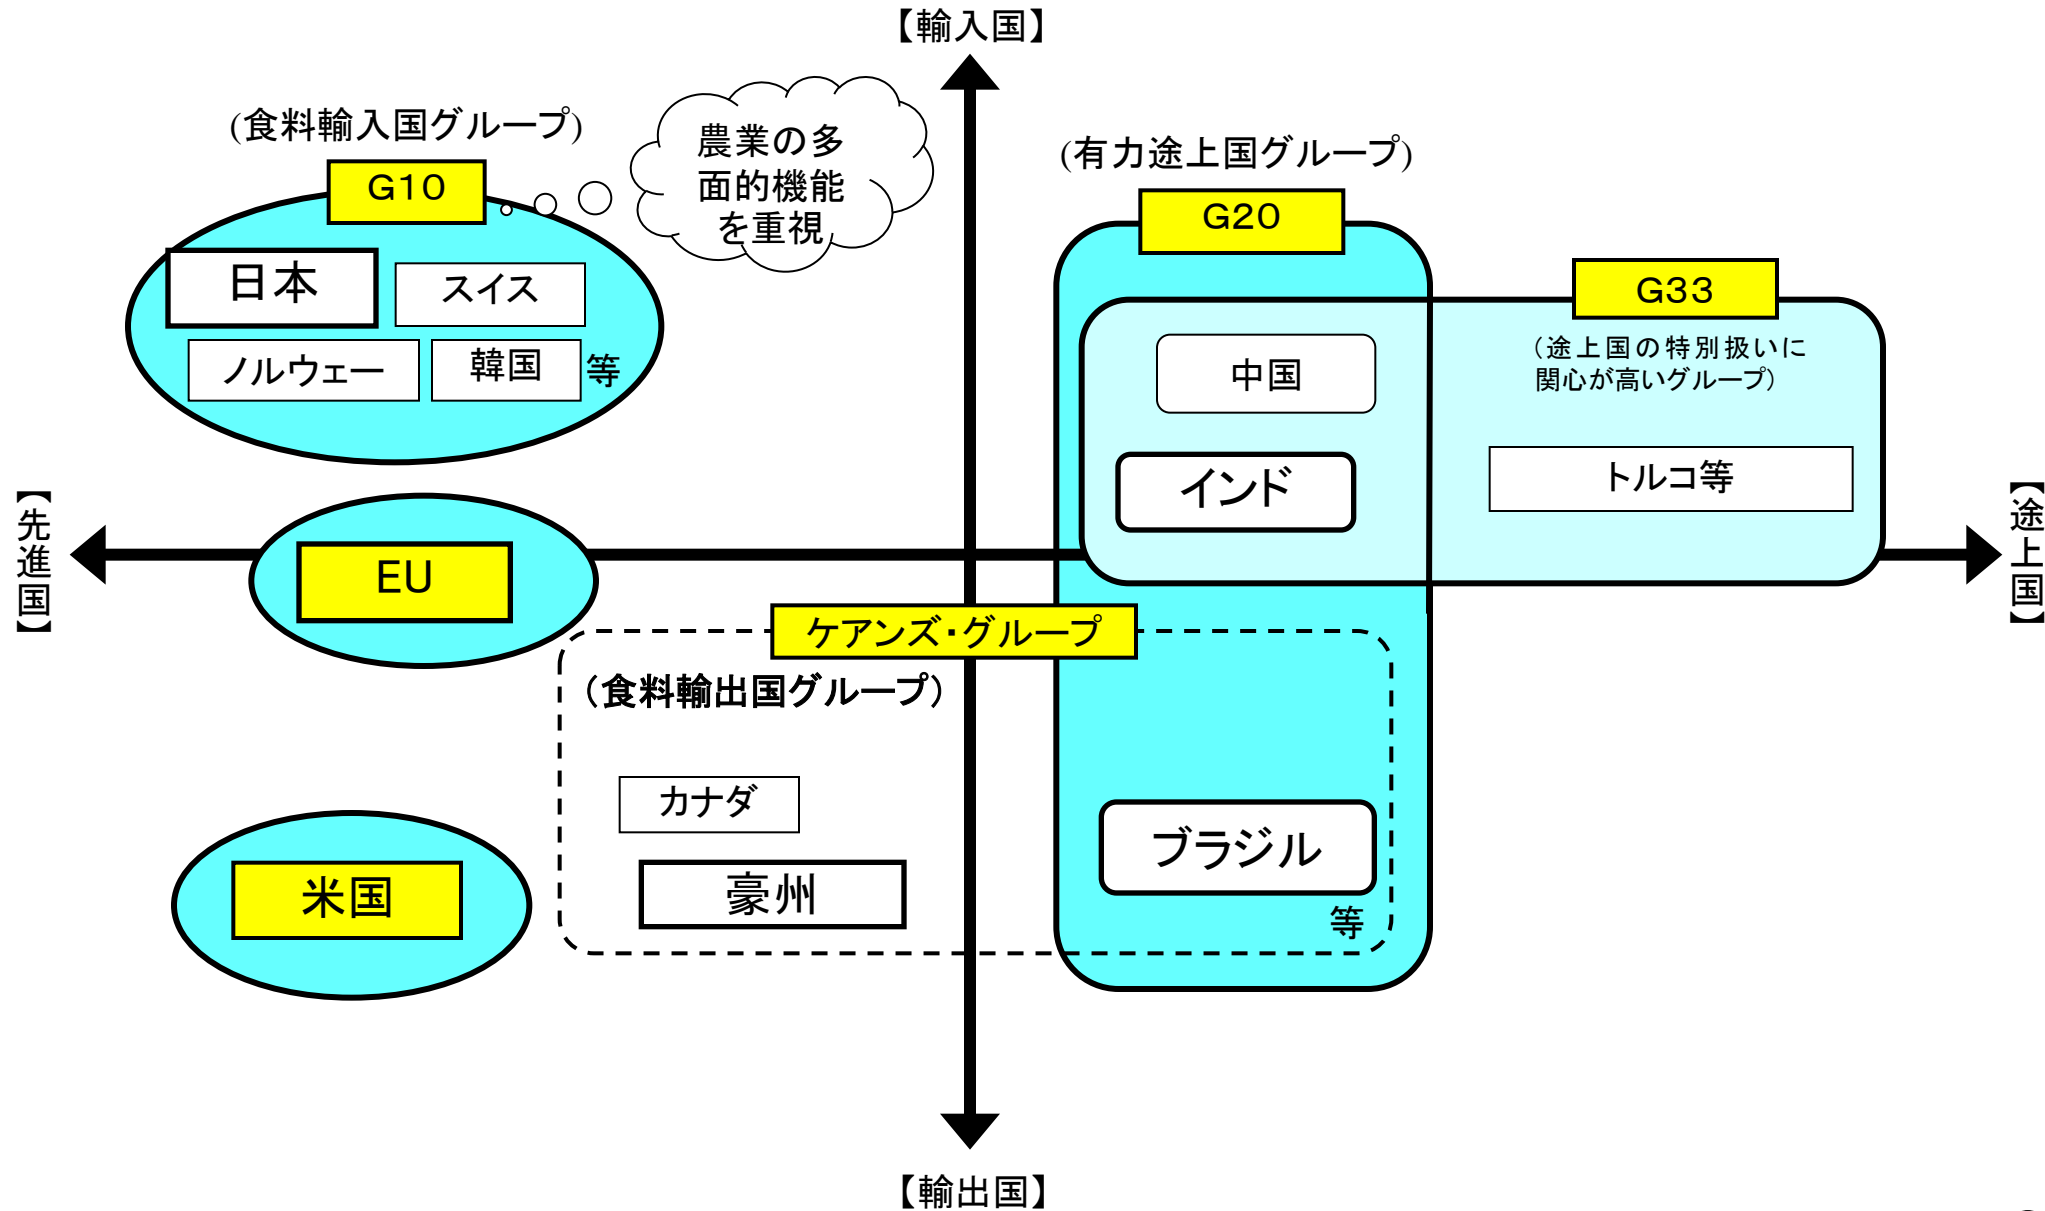 【輸入国】
(食料輸入国グループ)
G10
日本
スイス
ノルウェー
韓国
等
農業の多
面的機能
を重視
(有力途上国グループ)
G20
G33
(途上国の特別扱いに
関心が高いグループ)
中国
インド
トルコ等
【先進国】
【途上国】
EU
ケアンズ・グループ
(食料輸出国グループ)
カナダ
豪州
ブラジル
等
米国
【輸出国】